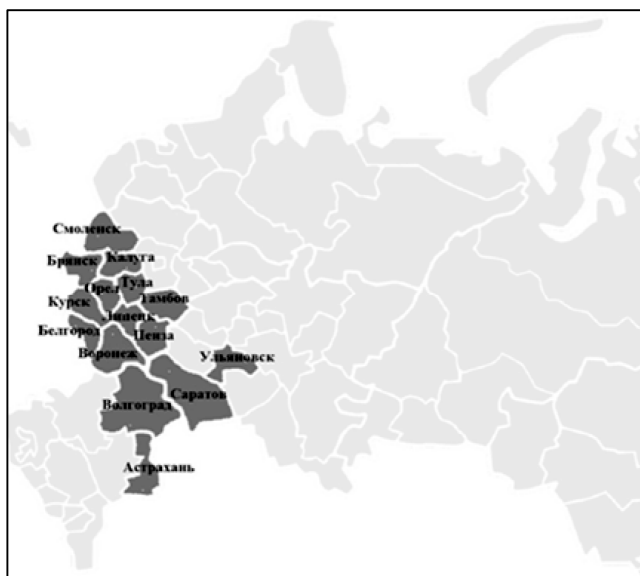 Смоленск
Брянск
Калуга
Орел
Тула
Курск
Тамбов
Липецк
Белгород
Пенза
Воронеж
Ульяновск
Волгоград
Саратов
Астрахань